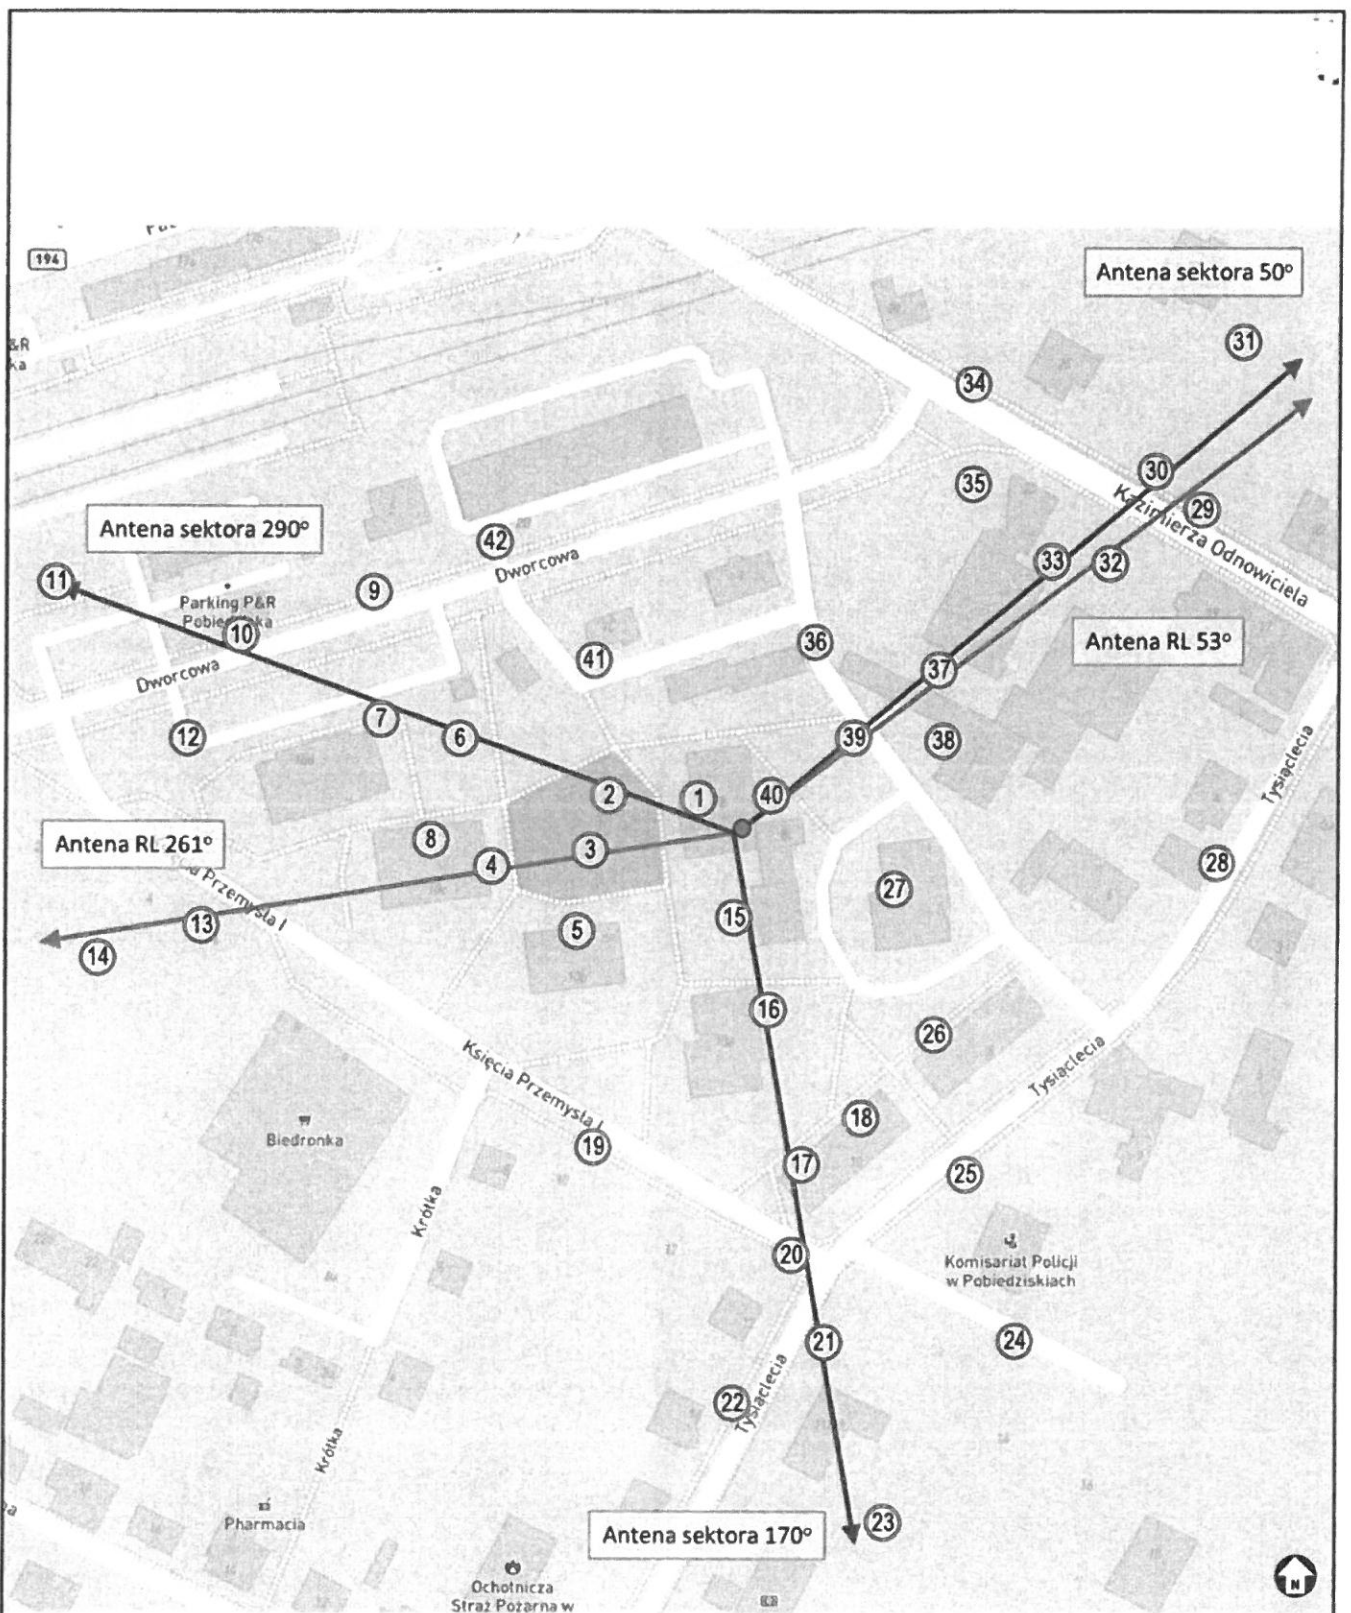 194
Antena sektora 50°
31
34
30
35
29
Kazimierza Odnowiciela
Antena sektora 290°
42
Dworcowa
33
32
11
9
Parking P&R
10
36
Antena RL 53°
41
37
Dworcowa
7
12
6
39
38
Tysiąclecia
2
1
40
Antena RL 261°
8
3
4
28
27
13
15
5
14
16
26
Księcia Przemysła I
Tysiąclecia
18
Biedronka
19
17
25
Krótka
20
Komisariat Policji
w Pobiedziskach
21
24
22
Tysiąclecia
Krótka
Pharmacia
Antena sektora 170°
23
Ochotnicza
Straż Pożarna w
N